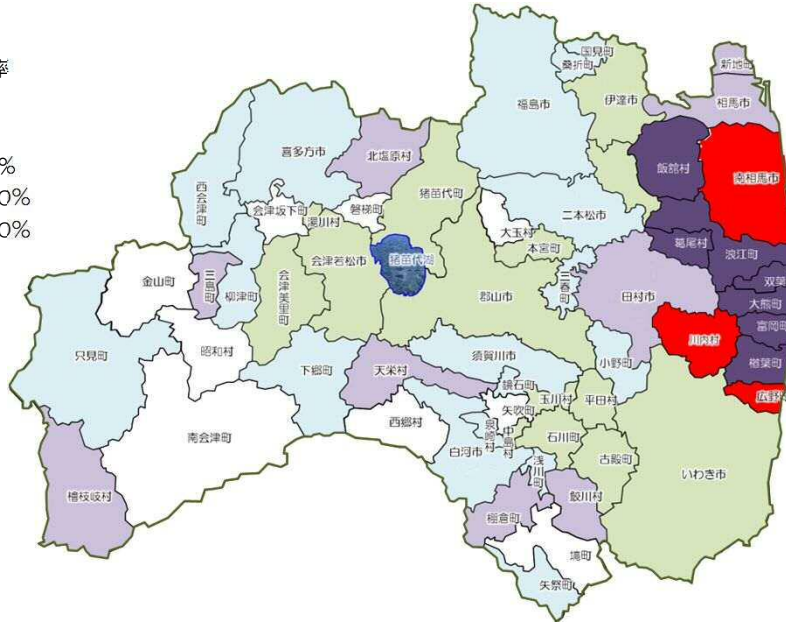 率
%
0%
0%
国見町
桑折町
新地町
福島市
伊達市
相馬市
喜多方市
北塩原村
飯舘村
南相馬市
西会津町
猪苗代町
会津坂下町
磐梯町
湯川村
二本松市
大玉村
本宮町
葛尾村
浪江町
会津若松市
猪苗代湖
金山町
三島町
柳津町
会津美里町
郡山市
三春町
田村市
双葉
大熊町
富岡町
川内村
只見町
昭和村
下郷町
天栄村
須賀川市
小野町
楢葉町
鏡石町
玉川村
平田村
広野
矢吹町
西郷村
泉崎村
中島村
石川町
南会津町
白河市
浅川町
古殿町
いわき市
檜枝岐村
棚倉町
鮫川村
塙町
矢祭町